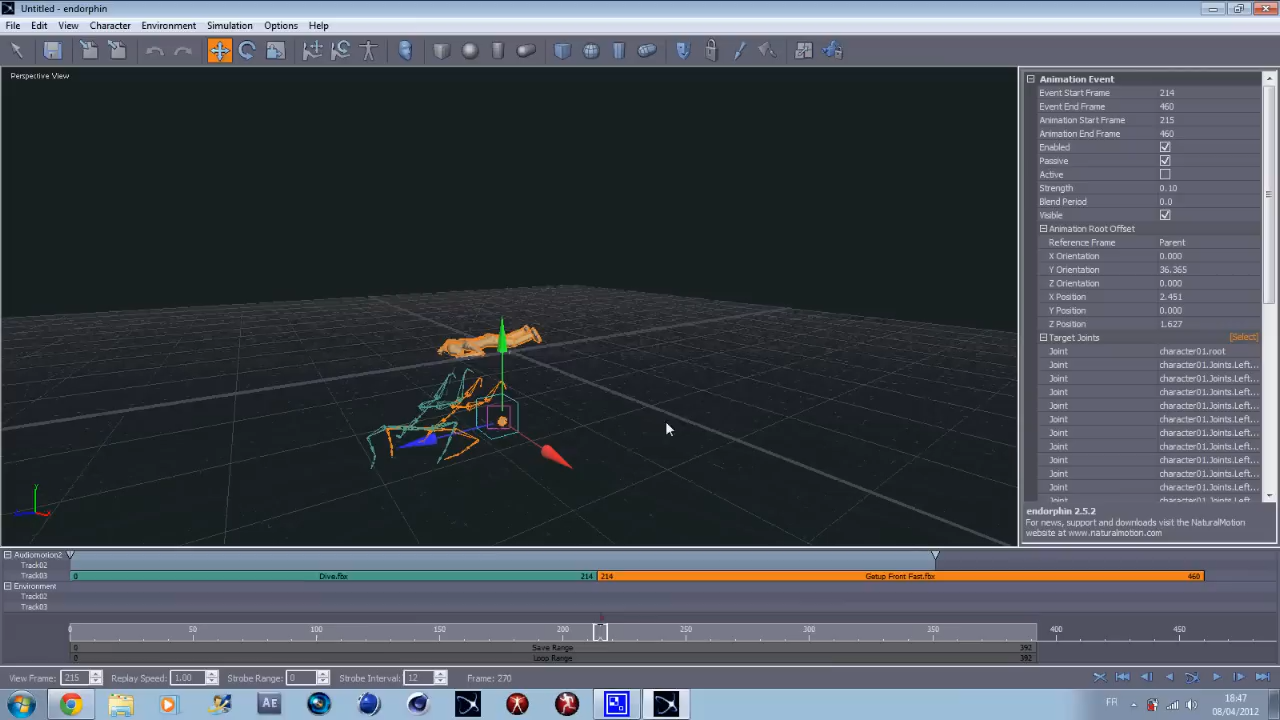 Untitled - endorphin
File Edit View Character Environment Simulation Options Help
Perspective View
Animation Event
Event Start Frame 214
Event End Frame 460
Animation Start Frame 215
Animation End Frame 460
Enabled
Passive
Active
Strength 0.10
Blend Period 0.0
Visible
Animation Root Offset
Reference Frame Parent
X Orientation 0.000
Y Orientation 36.365
Z Orientation 0.000
X Position 2.451
Y Position 0.000
Z Position 1.627
Target Joints [Select]
Joint character01.root
Joint character01.Joints.Left...
Joint character01.Joints.Left...
Joint character01.Joints.Left...
Joint character01.Joints.Left...
Joint character01.Joints.Left...
Joint character01.Joints.Left...
Joint character01.Joints.Left...
Joint character01.Joints.Left...
Joint character01.Joints.Left...
Joint character01.Joints.Left...
Joint character01.Joints.Left...
endorphin 2.5.2
For news, support and downloads visit the NaturalMotion
website at www.naturalmotion.com
Audiomotion2
Track02
Track03 0 Dive.fbx 214 214 Getup Front Fast.fbx 460
Environment
Track02
Track03
0 50 100 150 200 250 300 350 400 450
0 Save Range 392
0 Loop Range 392
View Frame: 215 Replay Speed: 1.00 Strobe Range: 0 Strobe Interval: 12 Frame: 270
Ae FR 18:47
08/04/2012